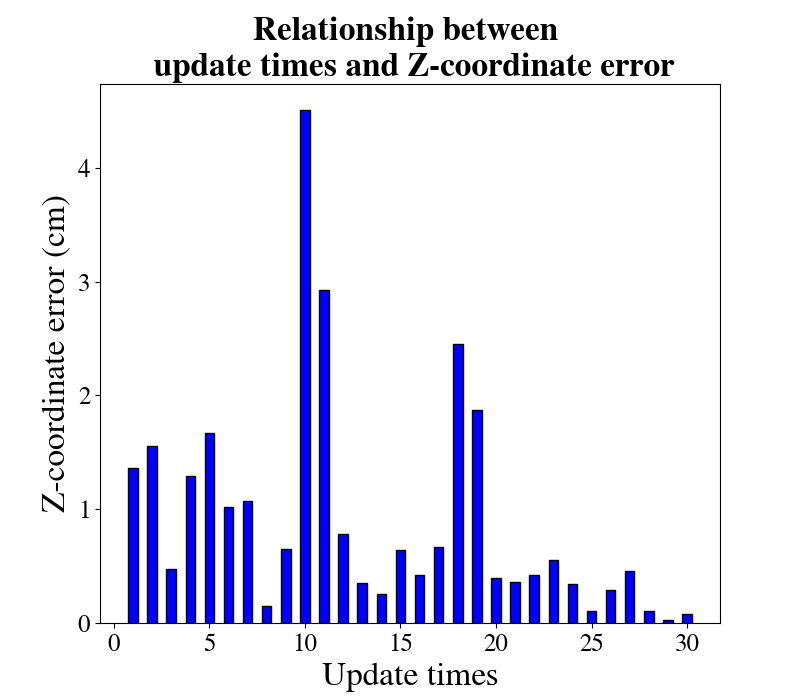 Relationship between
update times and Z-coordinate error
Z-coordinate error (cm)
4
3
2
1
0
0 5 10 15 20 25 30
Update times